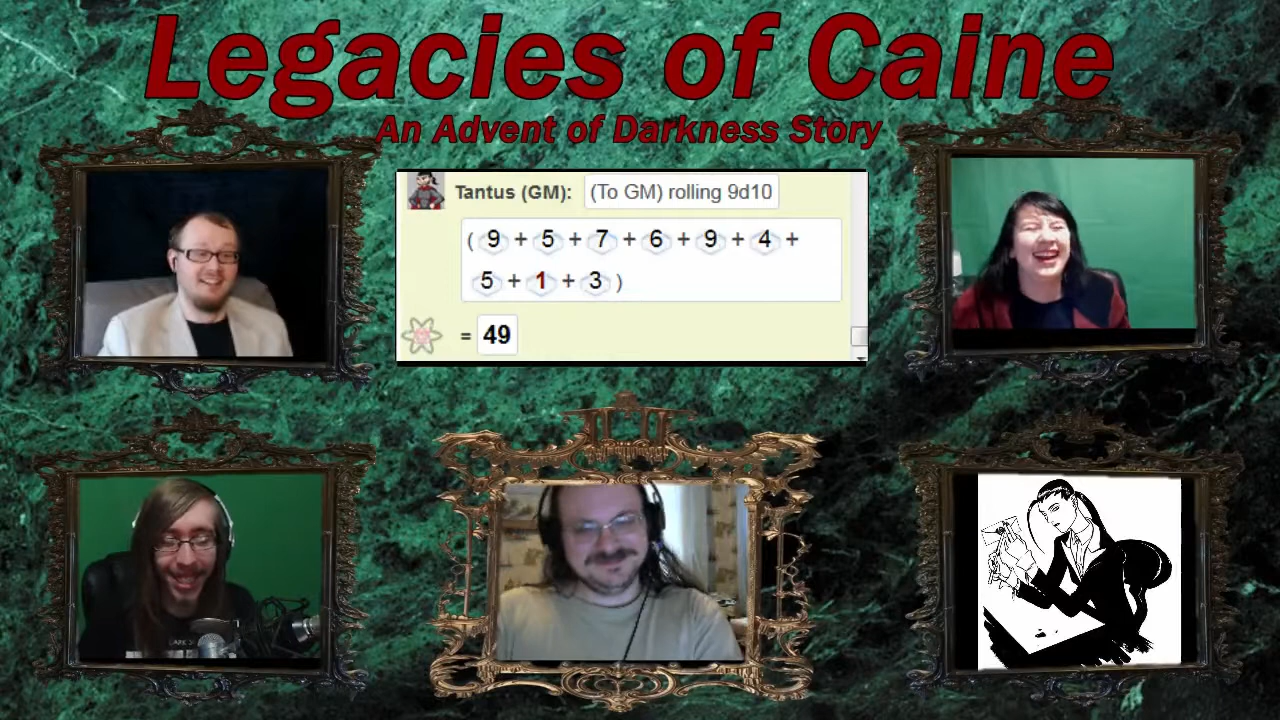 Legacies of Caine
An Advent of Darkness Story
Tantus (GM): (To GM) rolling 9d10
( 9 + 5 + 7 + 6 + 9 + 4 +
5 + 1 + 3 )
= 49